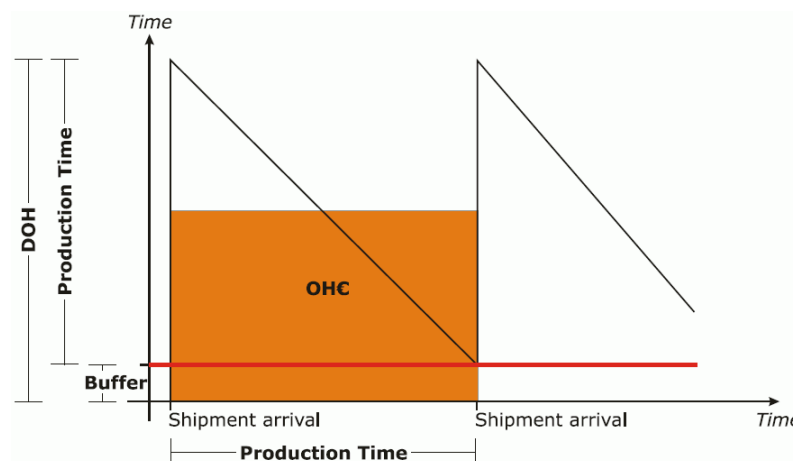 Time
DOH
Production Time
OH€
Buffer
Shipment arrival
Shipment arrival
Time
Production Time